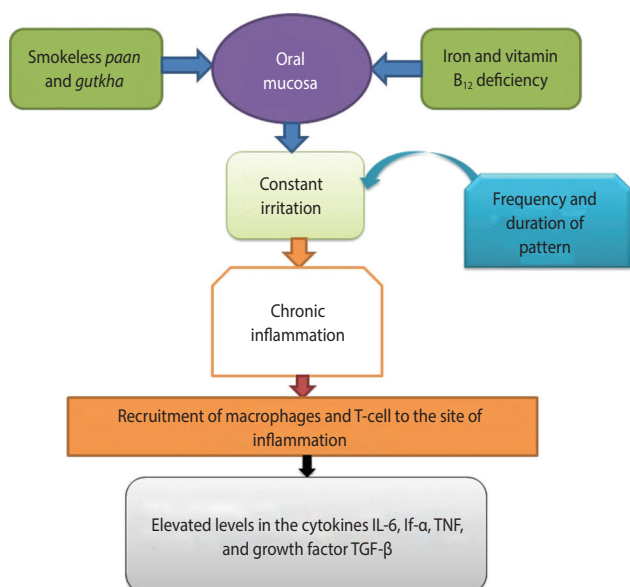 Smokeless paan
and gutkha
Oral
mucosa
Iron and vitamin
B₁₂ deficiency
Constant
irritation
Frequency and
duration of
pattern
Chronic
inflammation
Recruitment of macrophages and T-cell to the site of
inflammation
Elevated levels in the cytokines IL-6, If-α, TNF,
and growth factor TGF-β